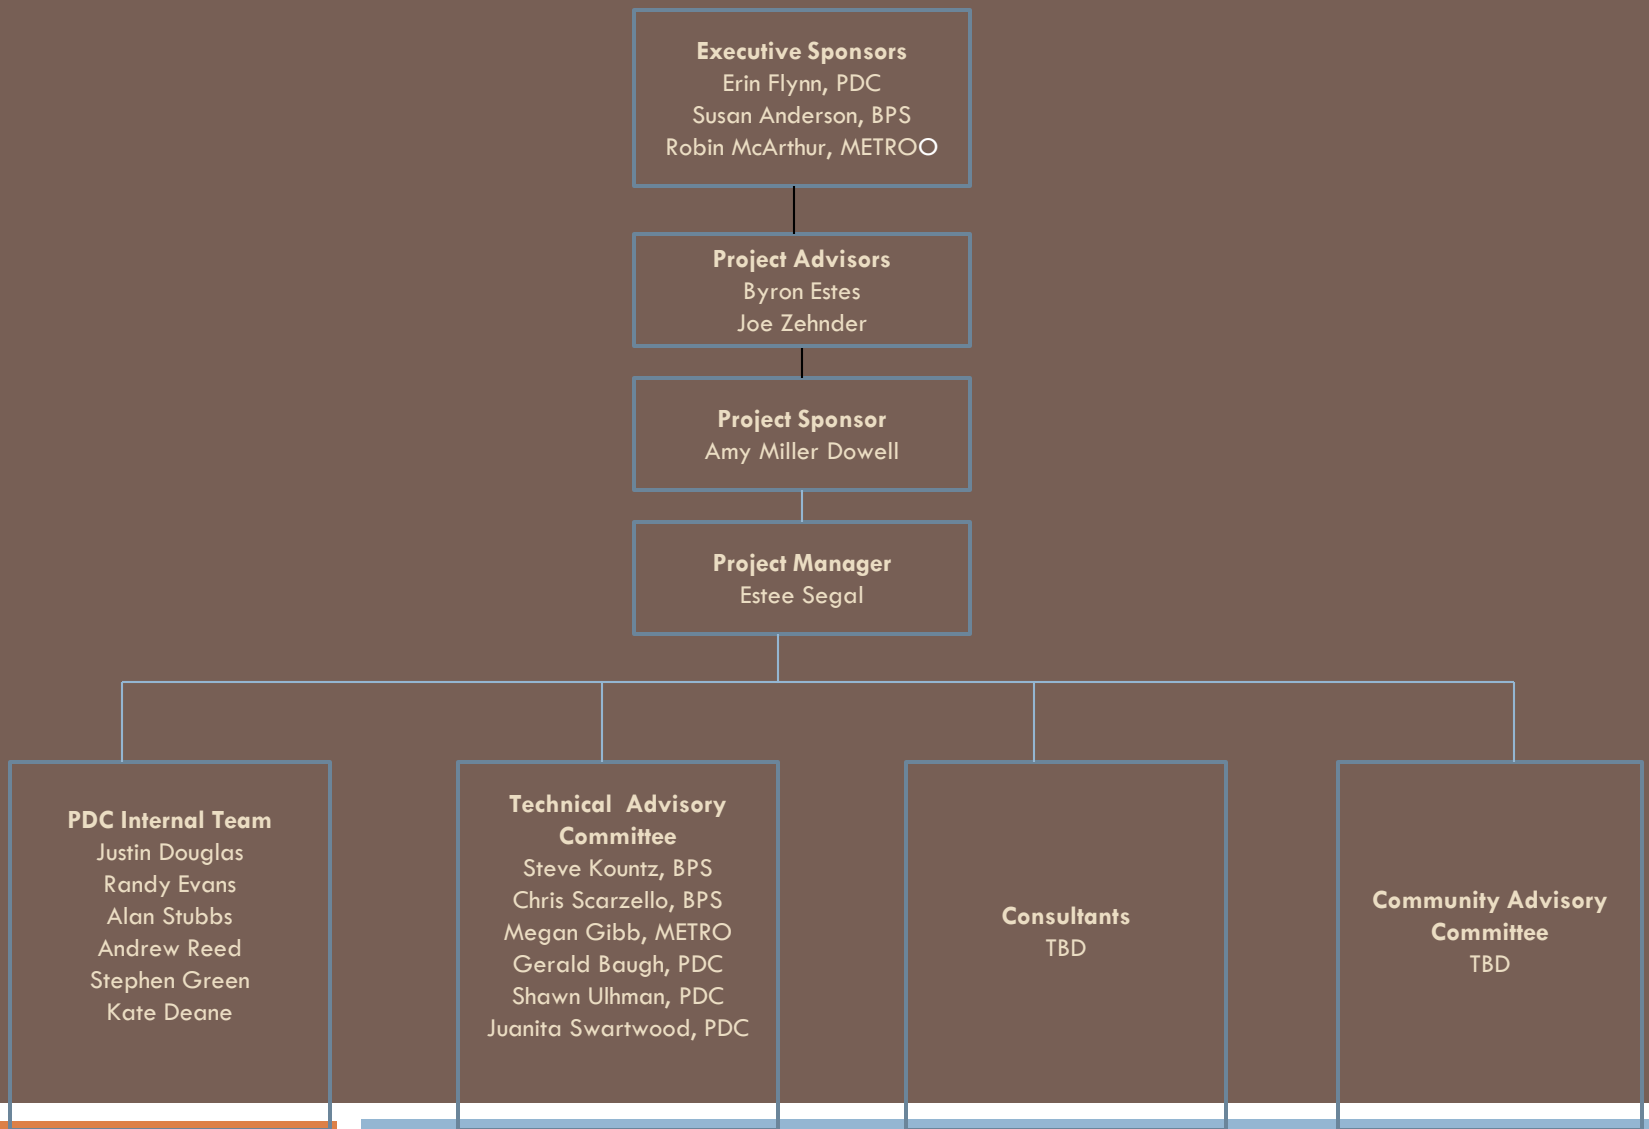 Executive Sponsors
Erin Flynn, PDC
Susan Anderson, BPS
Robin McArthur, METROO
Project Advisors
Byron Estes
Joe Zehnder
Project Sponsor
Amy Miller Dowell
Project Manager
Estee Segal
PDC Internal Team
Justin Douglas
Randy Evans
Alan Stubbs
Andrew Reed
Stephen Green
Kate Deane
Technical  Advisory
Committee
Steve Kountz, BPS
Chris Scarzello, BPS
Megan Gibb, METRO
Gerald Baugh, PDC
Shawn Ulhman, PDC
Juanita Swartwood, PDC
Consultants
TBD
Community Advisory
Committee
TBD